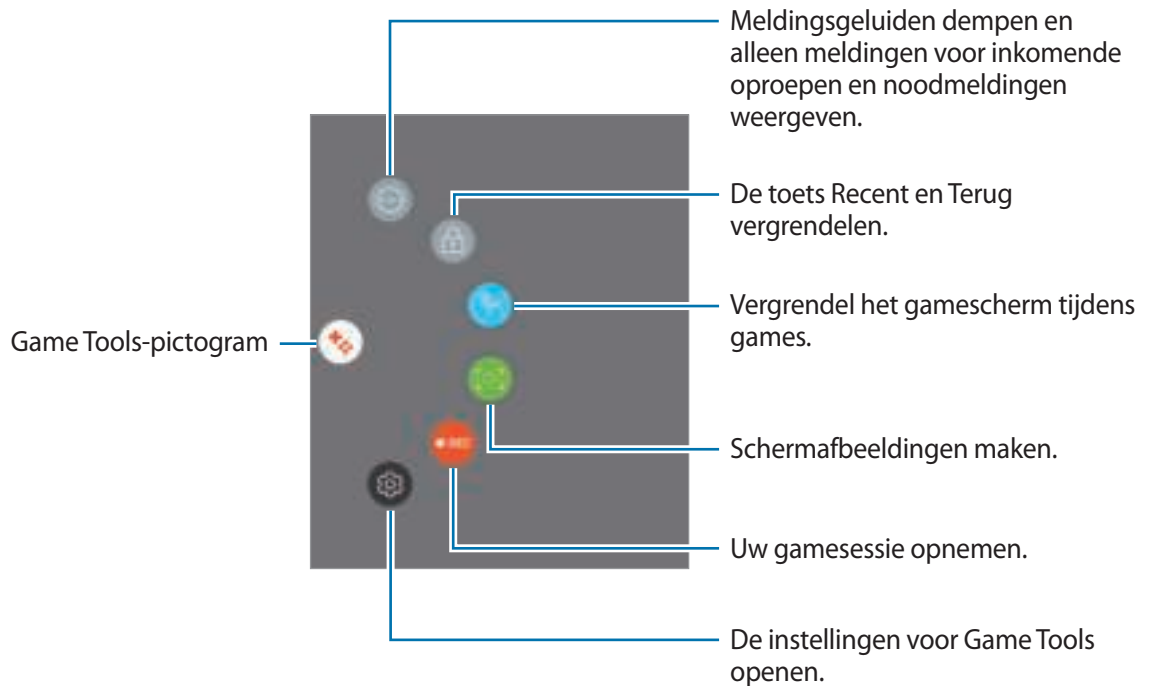 Meldingsgeluiden dempen en
alleen meldingen voor inkomende
oproepen en noodmeldingen
weergeven.
De toets Recent en Terug
vergrendelen.
Vergrendel het gamescherm tijdens
games.
Game Tools-pictogram
Schermafbeeldingen maken.
REC
Uw gamesessie opnemen.
De instellingen voor Game Tools
openen.